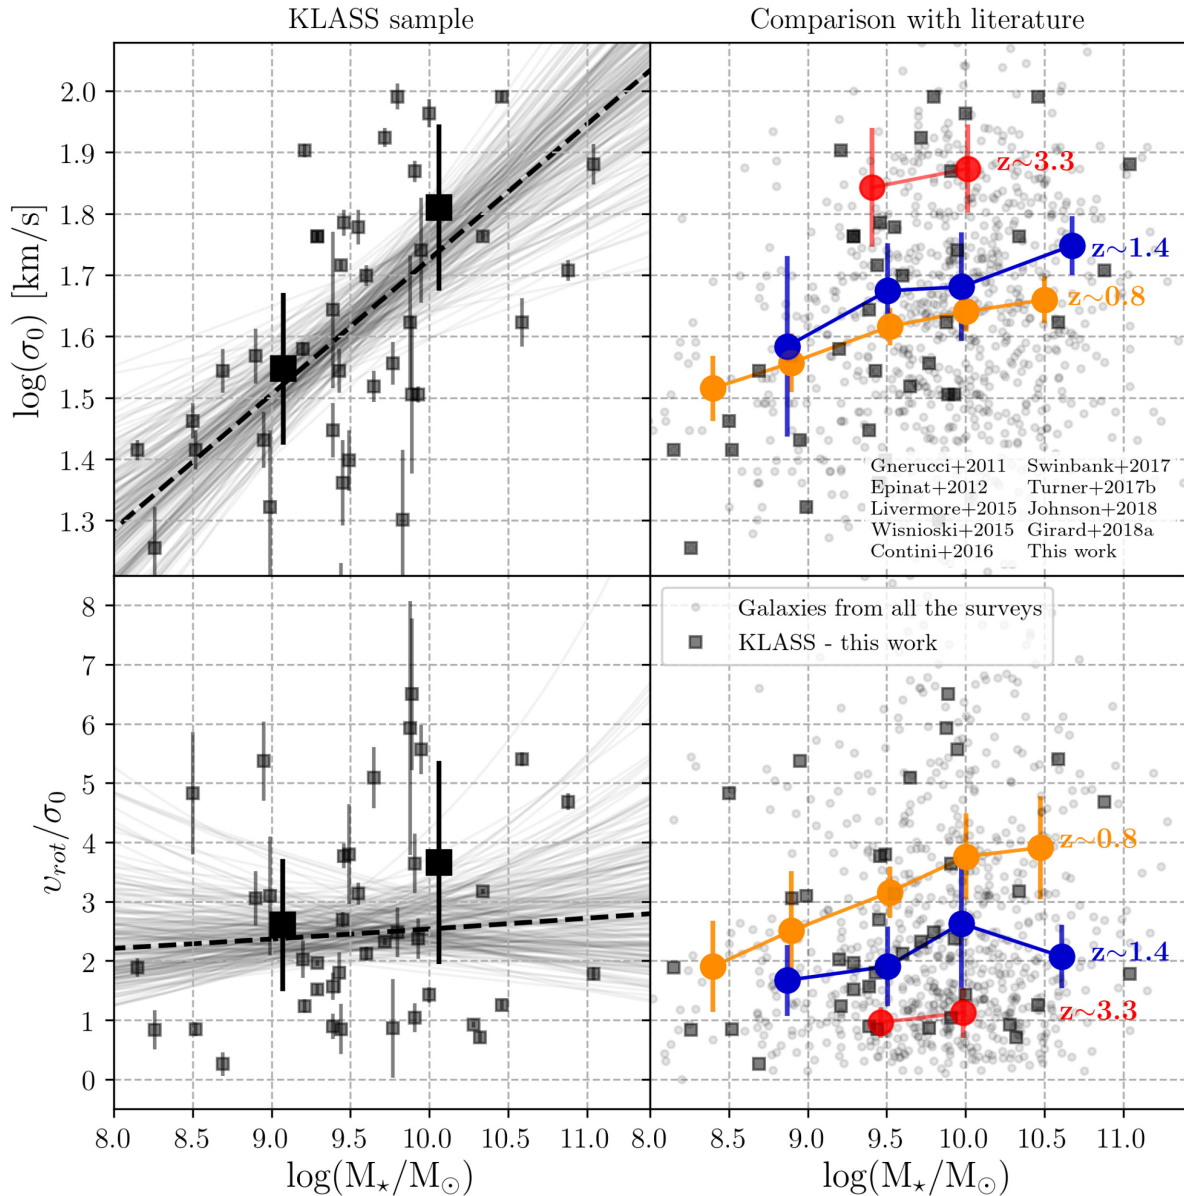 KLASS sample
Comparison with literature
log(σ₀) [km/s]
2.0
1.9
1.8
1.7
1.6
1.5
1.4
1.3
z~3.3
z~1.4
z~0.8
Gnerucci+2011 Swinbank+2017
Epinat+2012 Turner+2017b
Livermore+2015 Johnson+2018
Wisnioski+2015 Girard+2018a
Contini+2016 This work
v_rot/σ₀
8
7
6
5
4
3
2
1
0
Galaxies from all the surveys
KLASS - this work
z~0.8
z~1.4
z~3.3
8.0 8.5 9.0 9.5 10.0 10.5 11.0
8.0 8.5 9.0 9.5 10.0 10.5 11.0
log(M⋆/M⊙)
log(M⋆/M⊙)